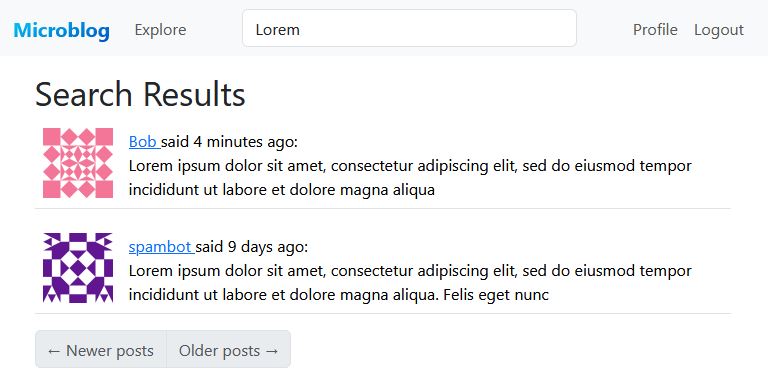 Microblog Explore Lorem Profile Logout
Search Results
Bob said 4 minutes ago:
Lorem ipsum dolor sit amet, consectetur adipiscing elit, sed do eiusmod tempor
incididunt ut labore et dolore magna aliqua
spambot said 9 days ago:
Lorem ipsum dolor sit amet, consectetur adipiscing elit, sed do eiusmod tempor
incididunt ut labore et dolore magna aliqua. Felis eget nunc
← Newer posts Older posts →